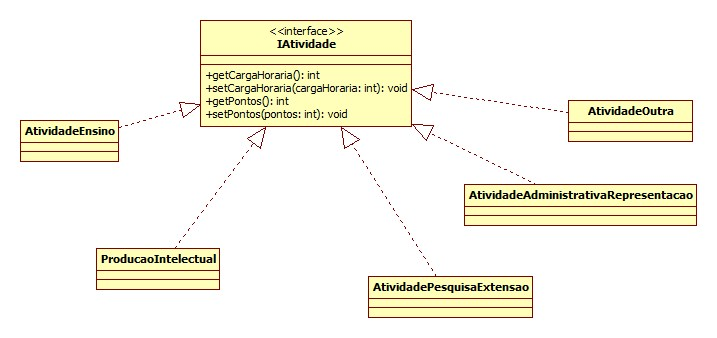 <<interface>>
IAtividade
+getCargaHoraria(): int
+setCargaHoraria(cargaHoraria: int): void
+getPontos(): int
+setPontos(pontos: int): void
AtividadeOutra
AtividadeEnsino
AtividadeAdministrativaRepresentacao
ProducaoIntelectual
AtividadePesquisaExtensao